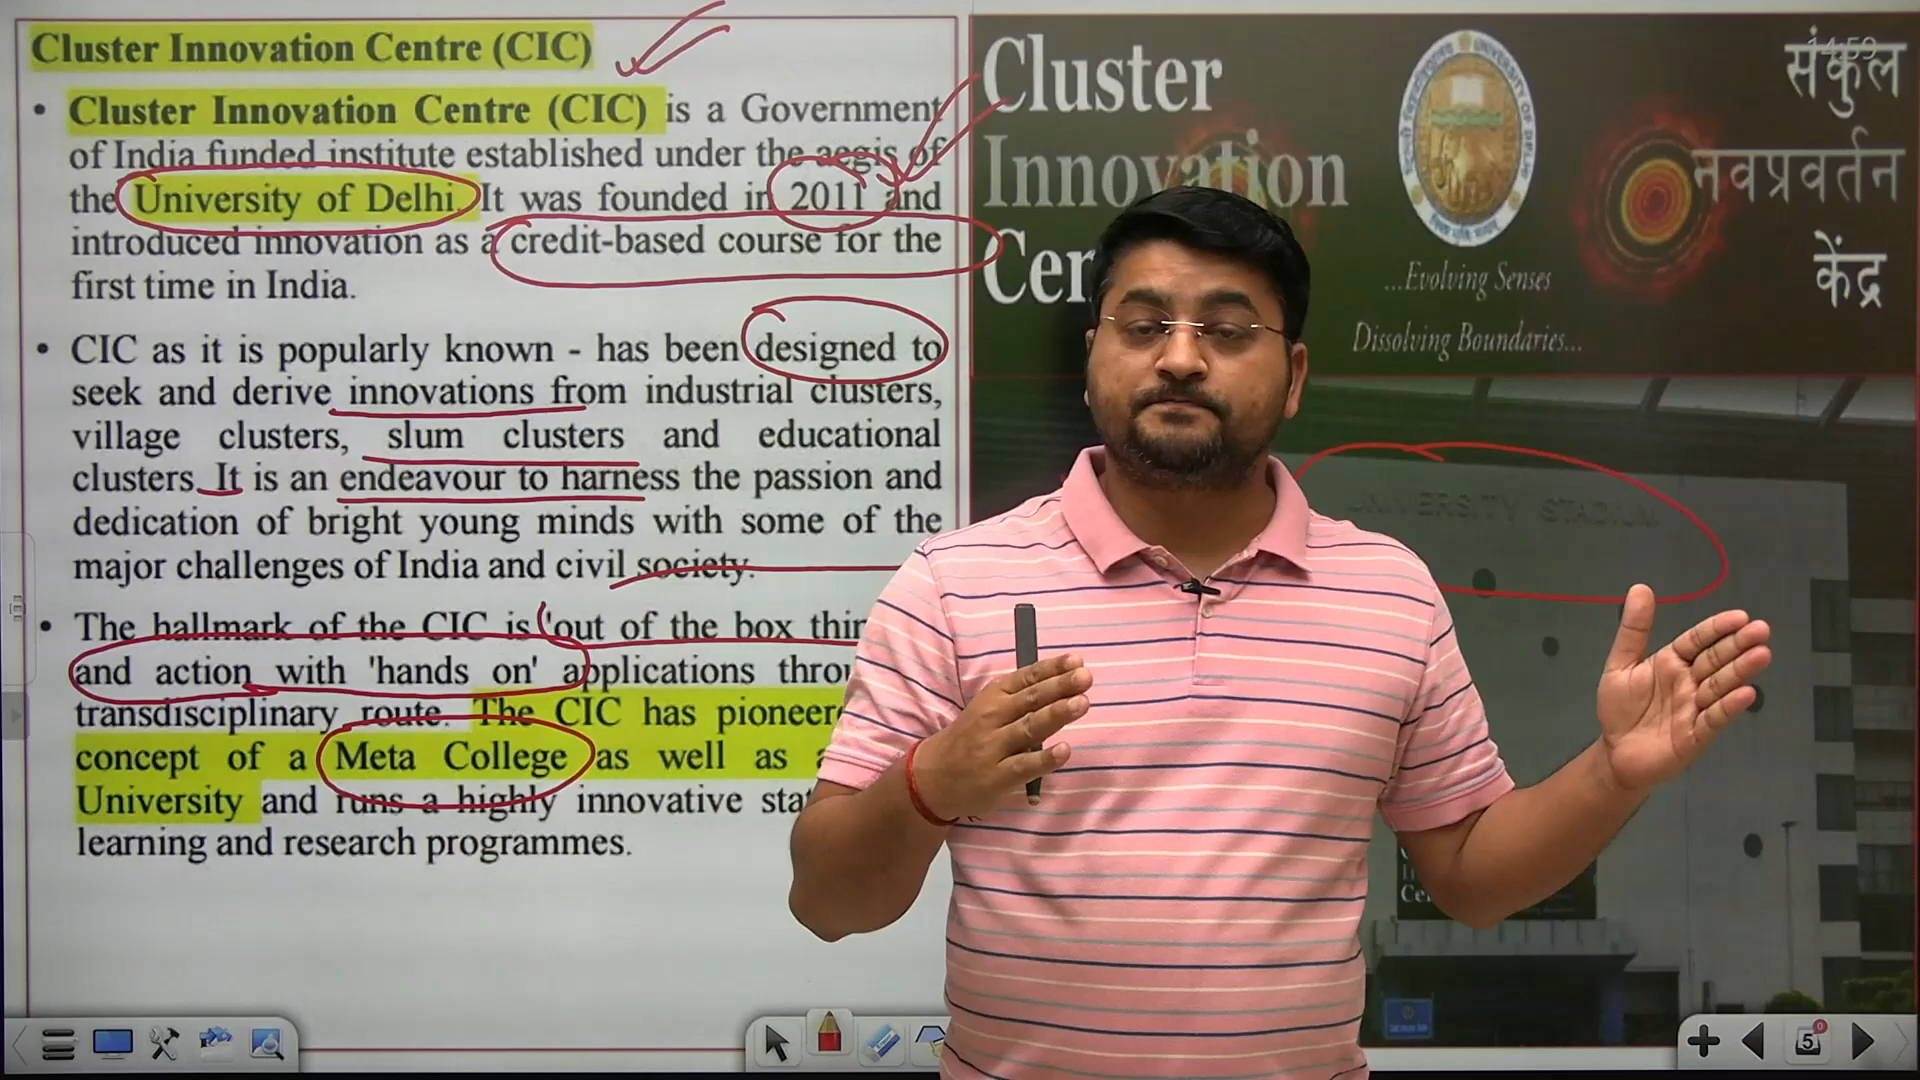 Cluster Innovation Centre (CIC)
• Cluster Innovation Centre (CIC) is a Government
of India funded institute established under the aegis of
the University of Delhi. It was founded in 2011 and
introduced innovation as a credit-based course for the
first time in India.
• CIC as it is popularly known - has been designed to
seek and derive innovations from industrial clusters,
village clusters, slum clusters and educational
clusters. It is an endeavour to harness the passion and
dedication of bright young minds with some of the
major challenges of India and civil society.
• The hallmark of the CIC is 'out of the box
and action with 'hands on' applications
transdisciplinary route. The CIC has
concept of a Meta College as well as
University and runs a highly innovative
learning and research programmes.
Cluster
Innovation
संकुल
नवप्रवर्तन
केंद्र
...Evolving Senses
Dissolving Boundaries...
14:59
UNIVERSITY STADIUM
5
0